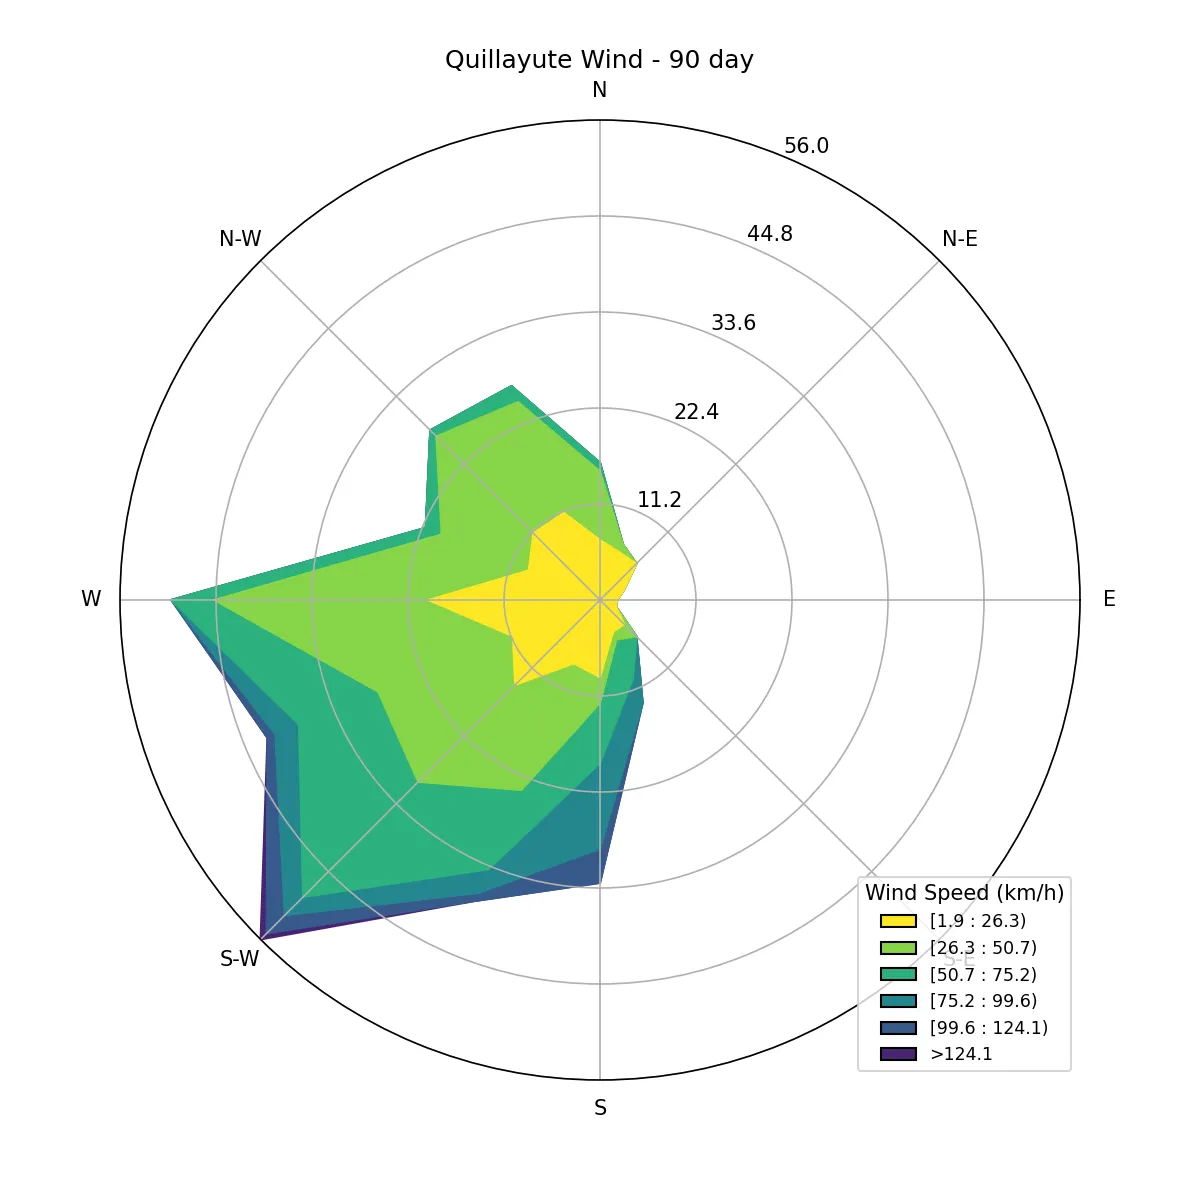 Quillayute Wind - 90 day
N
56.0
N-W
44.8
N-E
33.6
22.4
11.2
W
E
S-W
S-E
S
Wind Speed (km/h)
[1.9 : 26.3)
[26.3 : 50.7)
[50.7 : 75.2)
[75.2 : 99.6)
[99.6 : 124.1)
>124.1